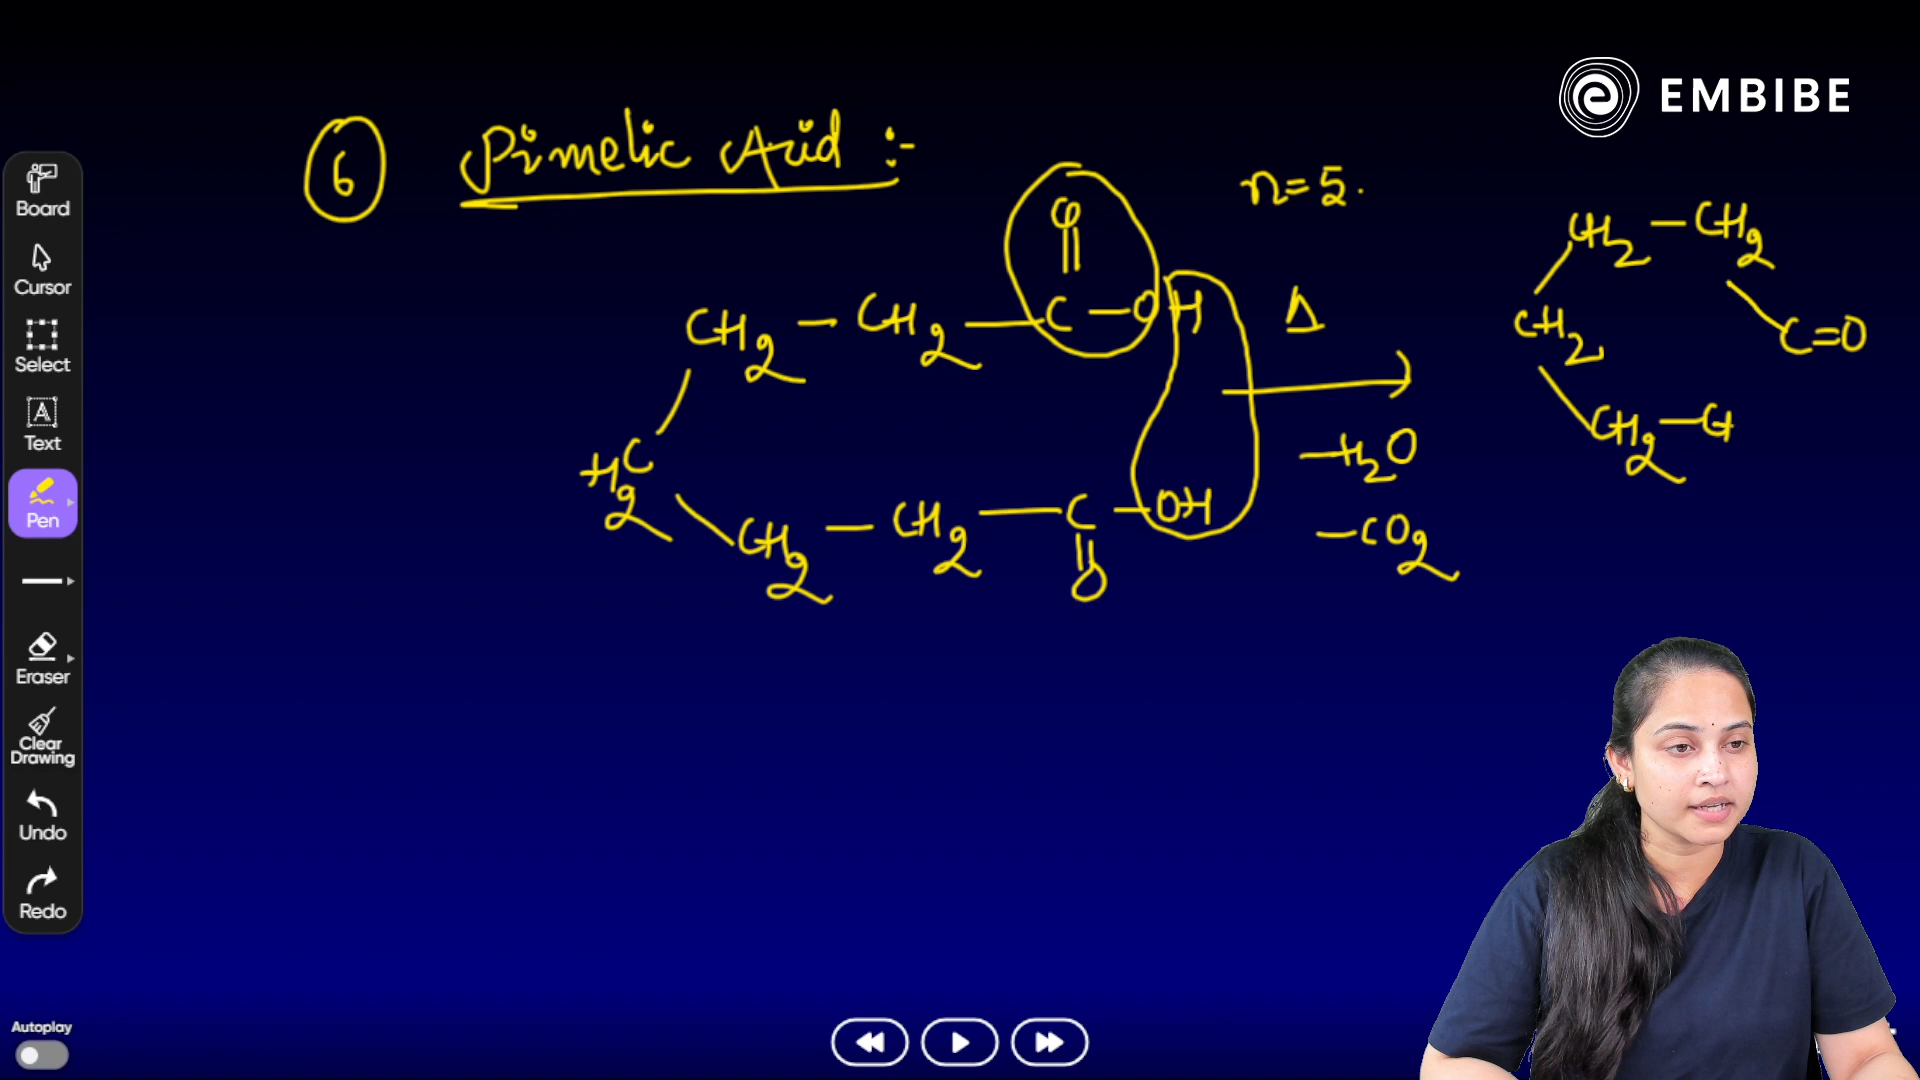 EMBIBE
6 Pimelic Acid :-
n=5.
O
CH2 - CH2 - C - OH
H2C
CH2 - CH2 - C - OH
O
Δ
-H2O
-CO2
CH2 - CH2
CH2 C=O
CH2 -
Board
Cursor
Select
Text
Pen
Eraser
Clear
Drawing
Undo
Redo
Autoplay